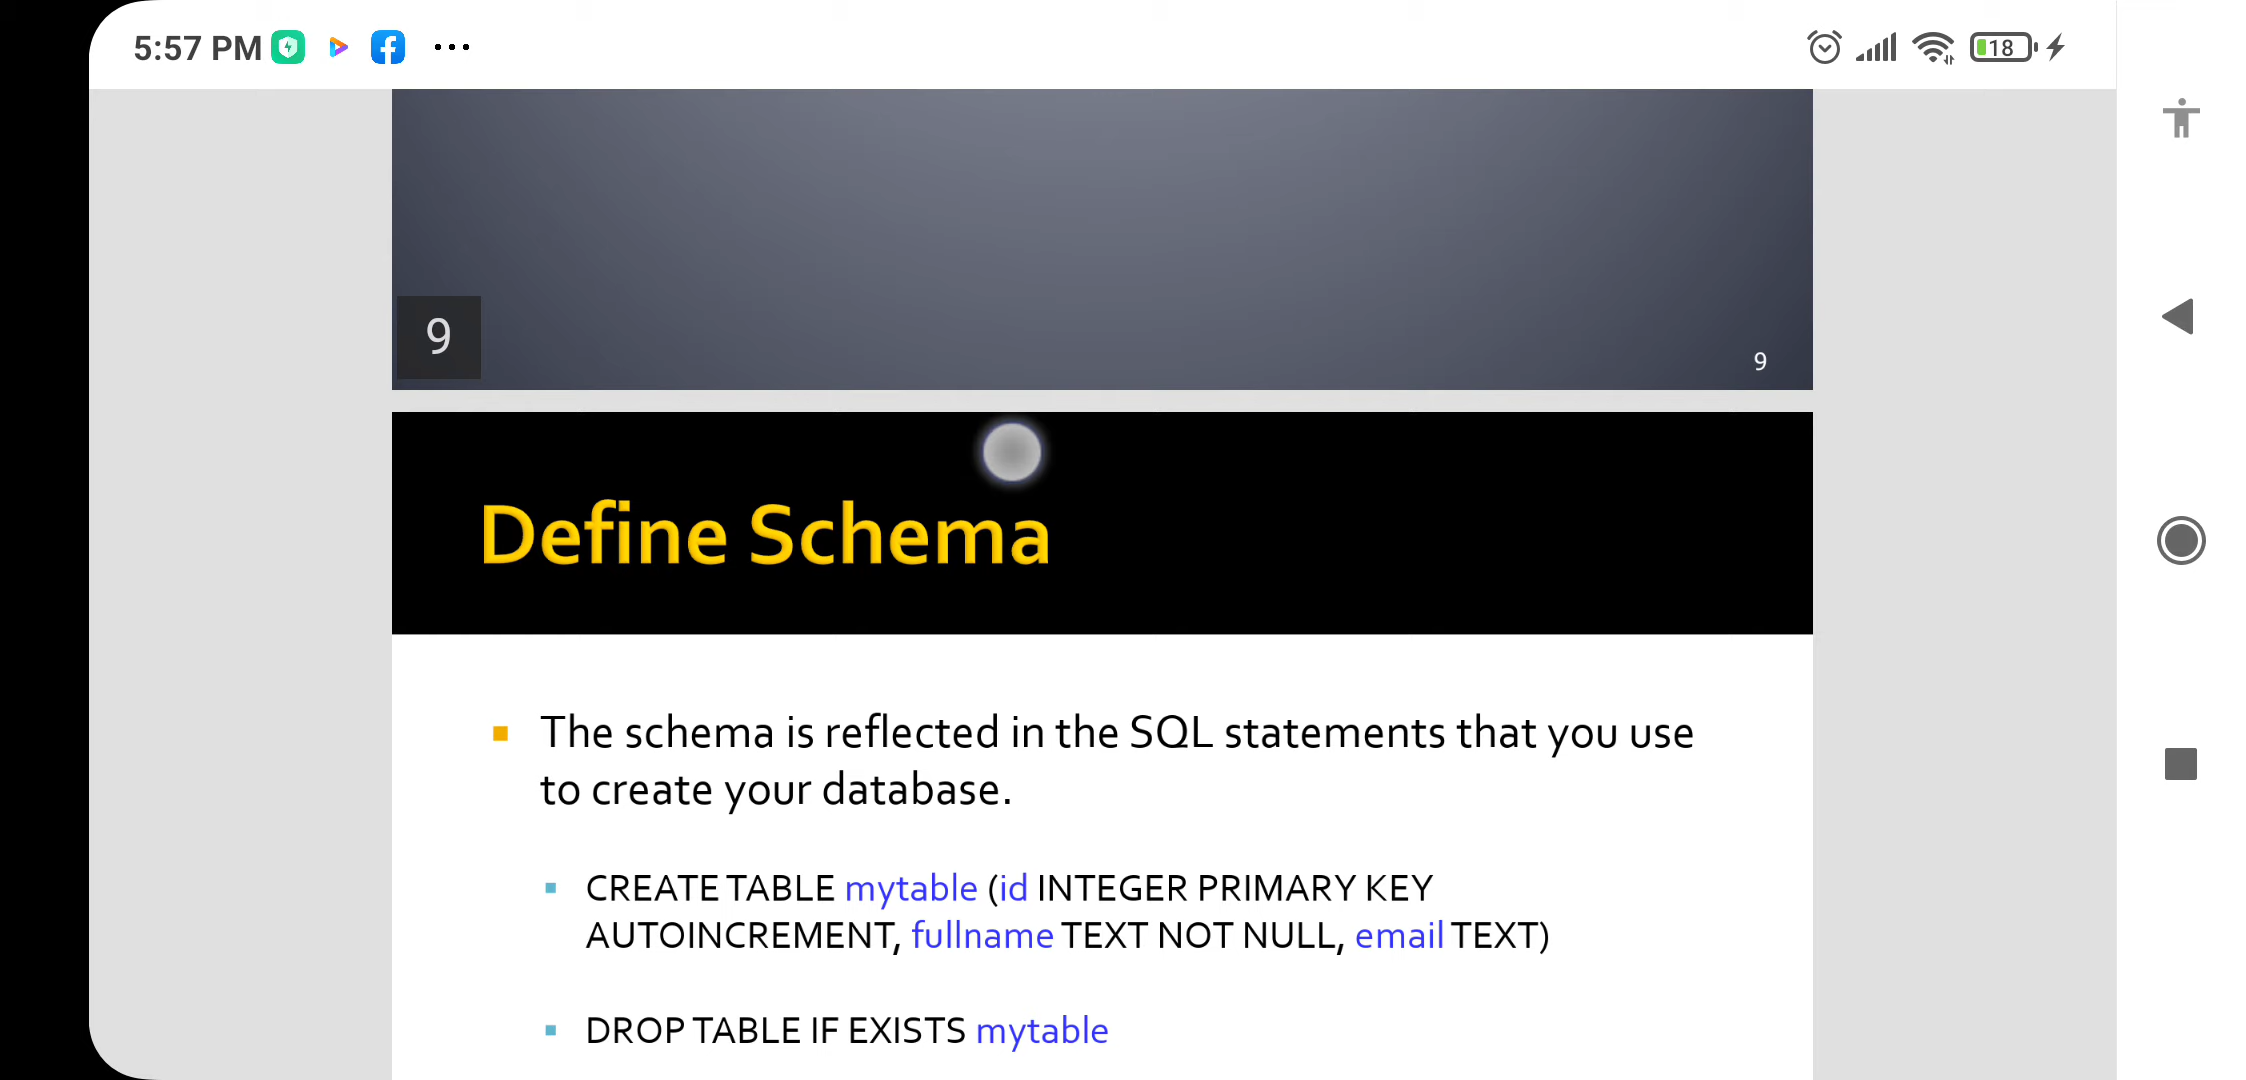 5:57 PM
18
9
9
Define Schema
The schema is reflected in the SQL statements that you use
to create your database.
CREATE TABLE mytable (id INTEGER PRIMARY KEY
AUTOINCREMENT, fullname TEXT NOT NULL, email TEXT)
DROP TABLE IF EXISTS mytable